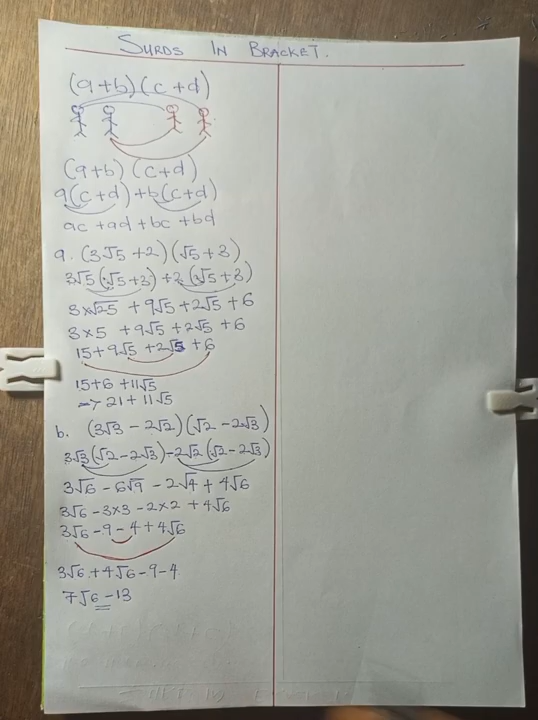 SURDS IN BRACKET.
(a+b)(c+d)
(a+b)(c+d)
a(c+d)+b(c+d)
ac+ad+bc+bd
a. (3√5+2)(√5+3)
3√5(√5+3)+2(√5+3)
3×√25+9√5+2√5+6
3×5+9√5+2√5+6
15+9√5+2√5+6
15+6+11√5
→21+11√5
b. (3√3-2√2)(√2-2√3)
3√3(√2-2√3)-2√2(√2-2√3)
3√6-6√9-2√4+4√6
3√6-3×3-2×2+4√6
3√6-9-4+4√6
3√6+4√6-9-4
7√6-13